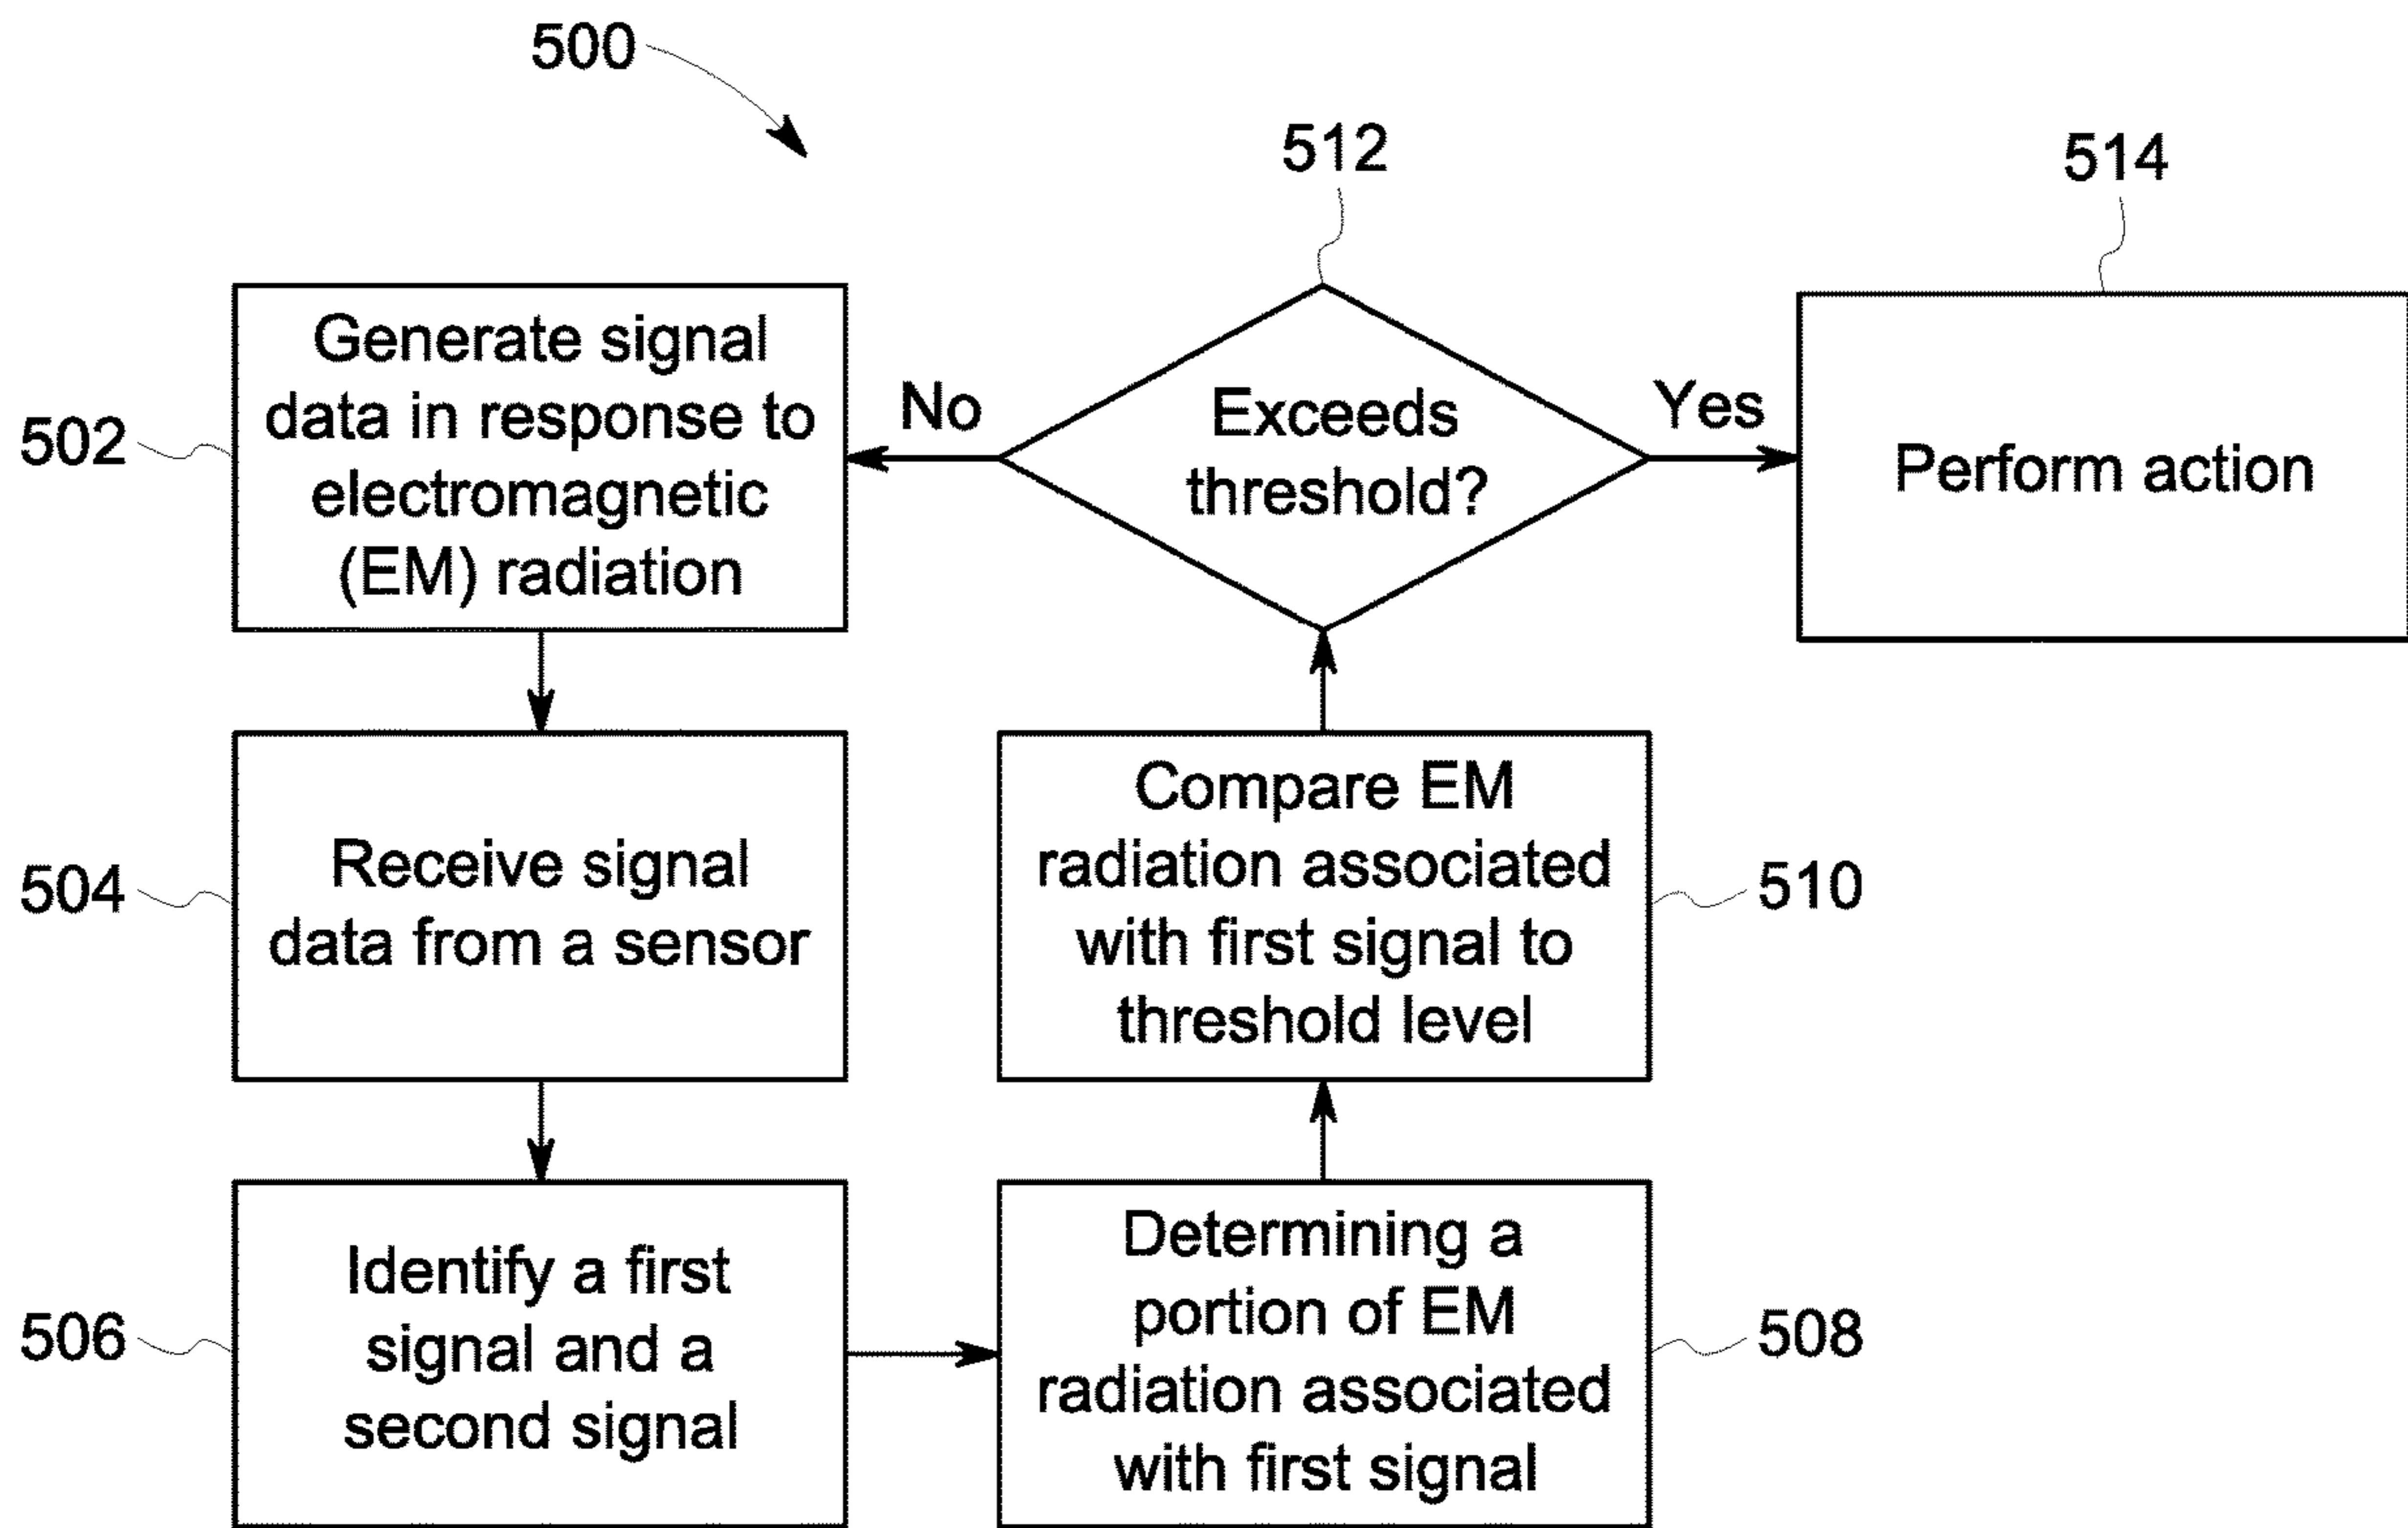 500
512
514
502
Generate signal
data in response to
electromagnetic
(EM) radiation
No
Exceeds
threshold?
Yes
Perform action
504
Receive signal
data from a sensor
Compare EM
radiation associated
with first signal to
threshold level
510
506
Identify a first
signal and a
second signal
Determining a
portion of EM
radiation associated
with first signal
508